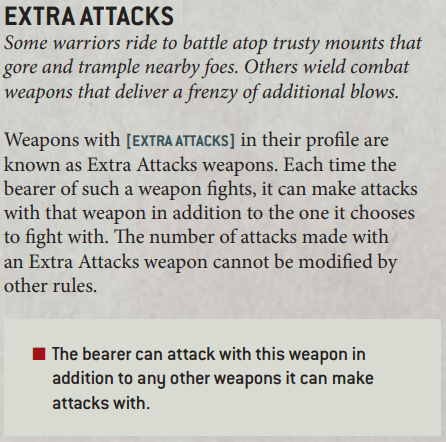 EXTRA ATTACKS
Some warriors ride to battle atop trusty mounts that
gore and trample nearby foes. Others wield combat
weapons that deliver a frenzy of additional blows.
Weapons with [EXTRA ATTACKS] in their profile are
known as Extra Attacks weapons. Each time the
bearer of such a weapon fights, it can make attacks
with that weapon in addition to the one it chooses
to fight with. The number of attacks made with
an Extra Attacks weapon cannot be modified by
other rules.
■ The bearer can attack with this weapon in
addition to any other weapons it can make
attacks with.